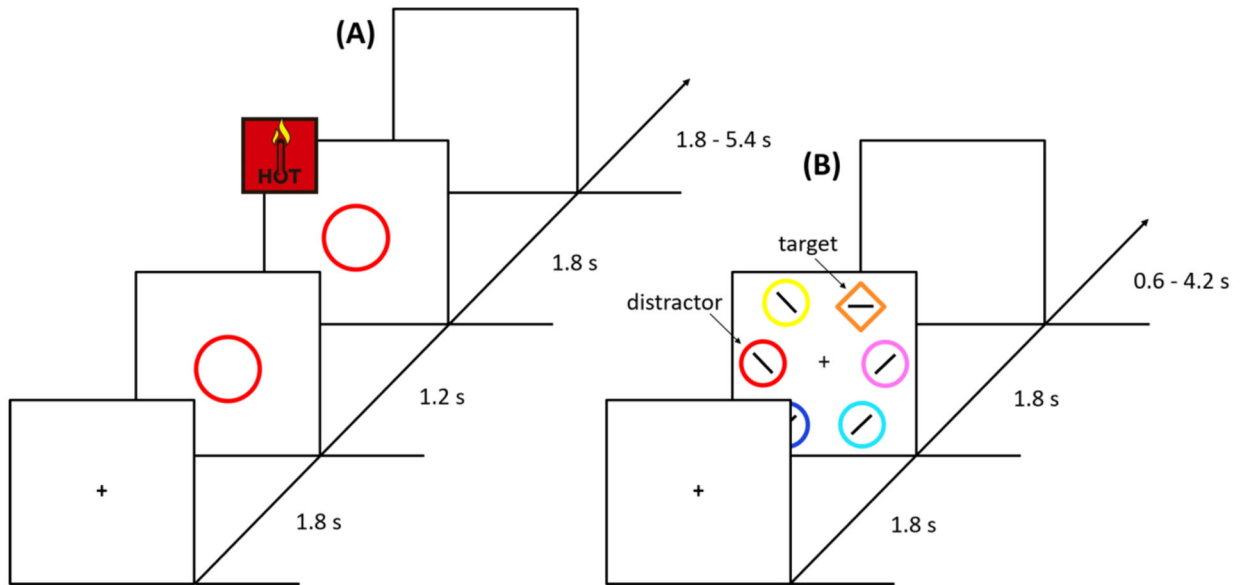 (A)
HOT
1.8 - 5.4 s
1.8 s
1.2 s
+
1.8 s
(B)
target
distractor
+
0.6 - 4.2 s
1.8 s
+
1.8 s